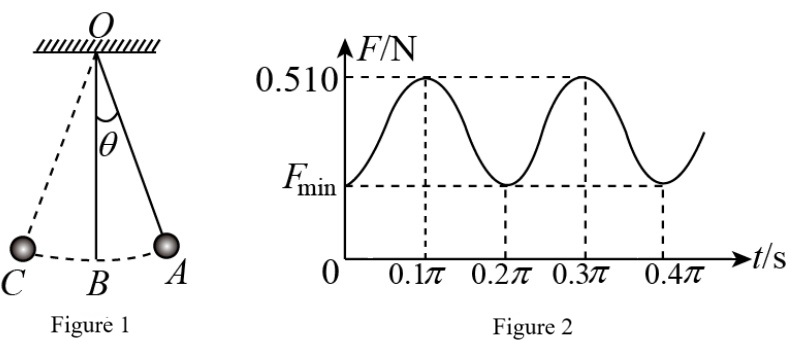 O
θ
C
B
A
Figure 1
F/N
0.510
F_min
0
0.1π
0.2π
0.3π
0.4π
t/s
Figure 2